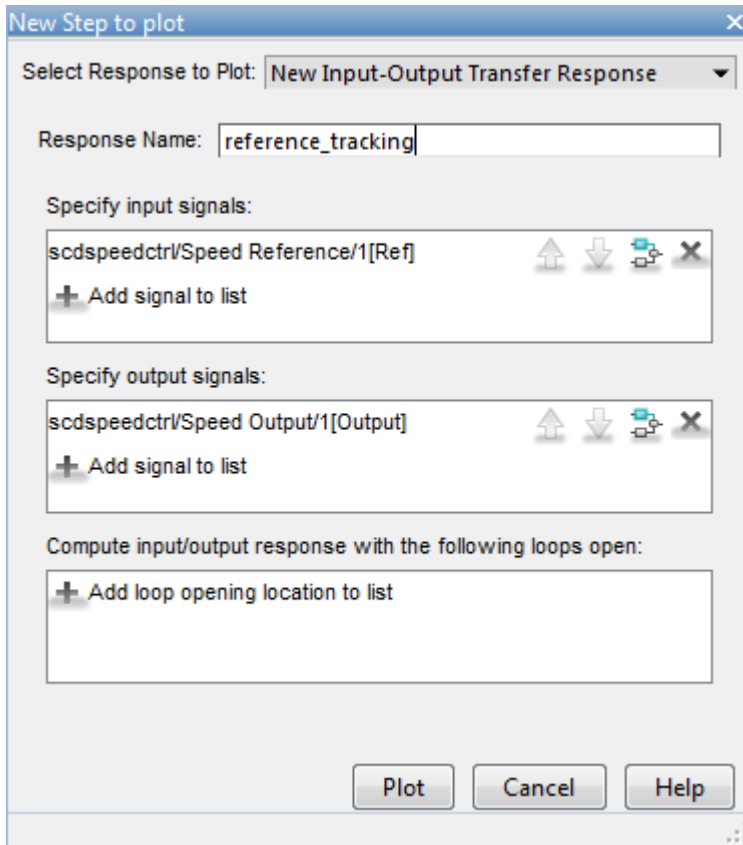 New Step to plot
Select Response to Plot: New Input-Output Transfer Response
Response Name: reference_tracking
Specify input signals:
scdspeedctrl/Speed Reference/1[Ref]
Add signal to list
Specify output signals:
scdspeedctrl/Speed Output/1[Output]
Add signal to list
Compute input/output response with the following loops open:
Add loop opening location to list
Plot Cancel Help